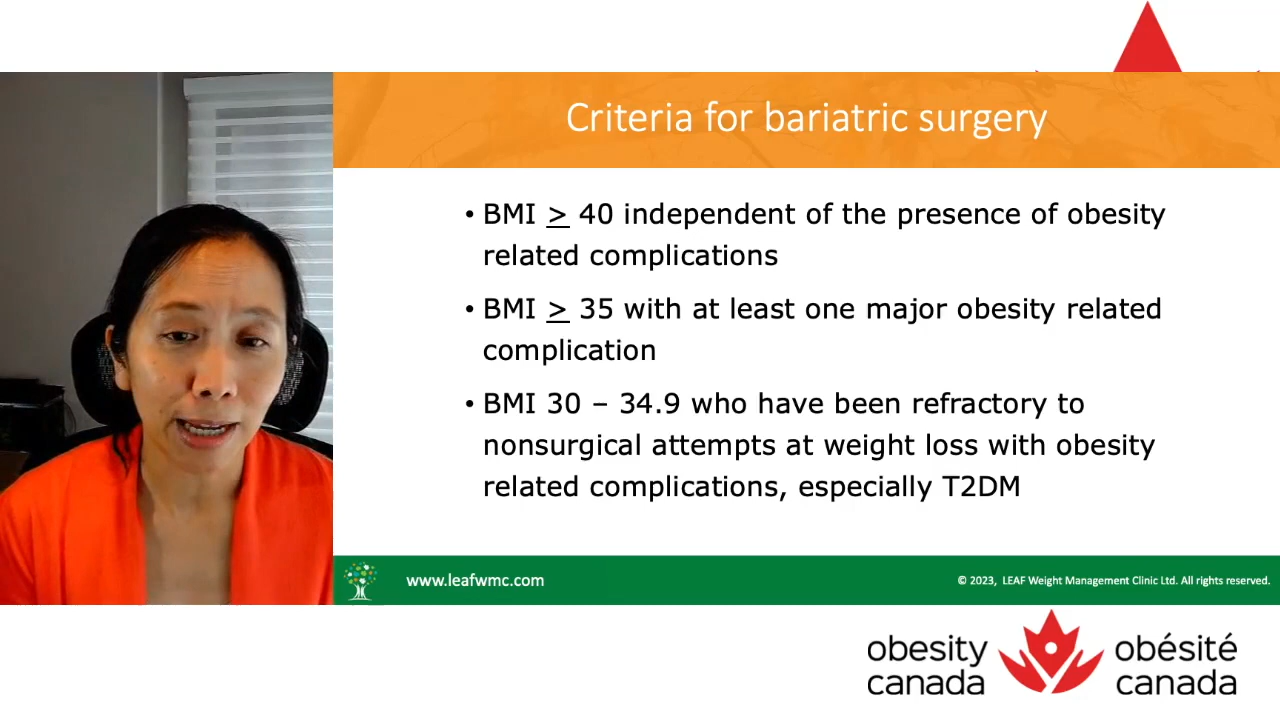 Criteria for bariatric surgery
• BMI ≥ 40 independent of the presence of obesity
related complications
• BMI ≥ 35 with at least one major obesity related
complication
• BMI 30 – 34.9 who have been refractory to
nonsurgical attempts at weight loss with obesity
related complications, especially T2DM
www.leafwmc.com
© 2023, LEAF Weight Management Clinic Ltd. All rights reserved.
obesity
canada
obésité
canada